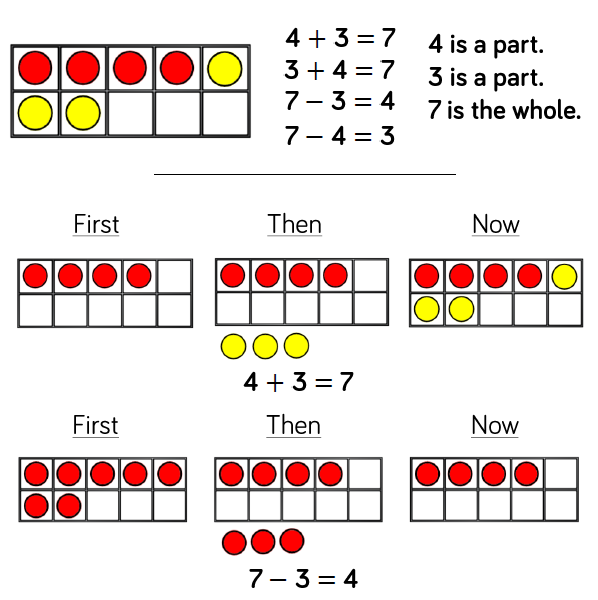 4 + 3 = 7
3 + 4 = 7
7 − 3 = 4
7 − 4 = 3
4 is a part.
3 is a part.
7 is the whole.
First
Then
Now
4 + 3 = 7
First
Then
Now
7 − 3 = 4